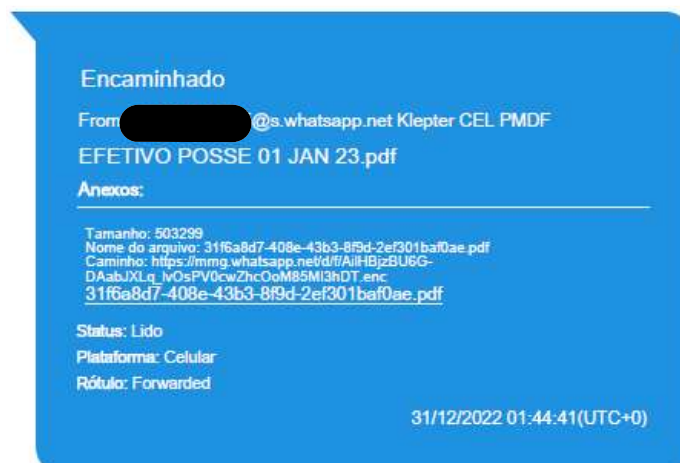 Encaminhado
From @s.whatsapp.net Klepter CEL PMDF
EFETIVO POSSE 01 JAN 23.pdf
Anexos:
Tamanho: 503299
Nome do arquivo: 31f6a8d7-408e-43b3-8f9d-2ef301baf0ae.pdf
Caminho: https://mmg.whatsapp.net/d/f/AilHBjzBU6G-
DAabJXLq_lvOsPV0cwZhcOoM85MI3hDT.enc
31f6a8d7-408e-43b3-8f9d-2ef301baf0ae.pdf
Status: Lido
Plataforma: Celular
Rótulo: Forwarded
31/12/2022 01:44:41(UTC+0)